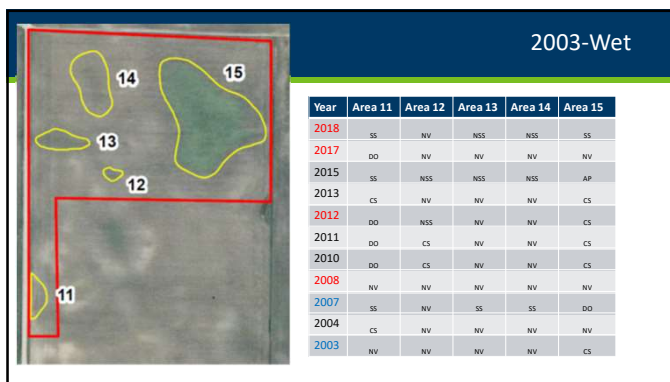 2003-Wet
14
15
13
12
11
Year Area 11 Area 12 Area 13 Area 14 Area 15
2018 SS NV NSS NSS SS
2017 DO NV NV NV NV
2015 SS NSS NSS NSS AP
2013 CS NV NV NV CS
2012 DO NSS NV NV CS
2011 DO CS NV NV CS
2010 DO CS NV NV CS
2008 NV NV NV NV NV
2007 SS NV SS SS DO
2004 CS NV NV NV NV
2003 NV NV NV NV CS